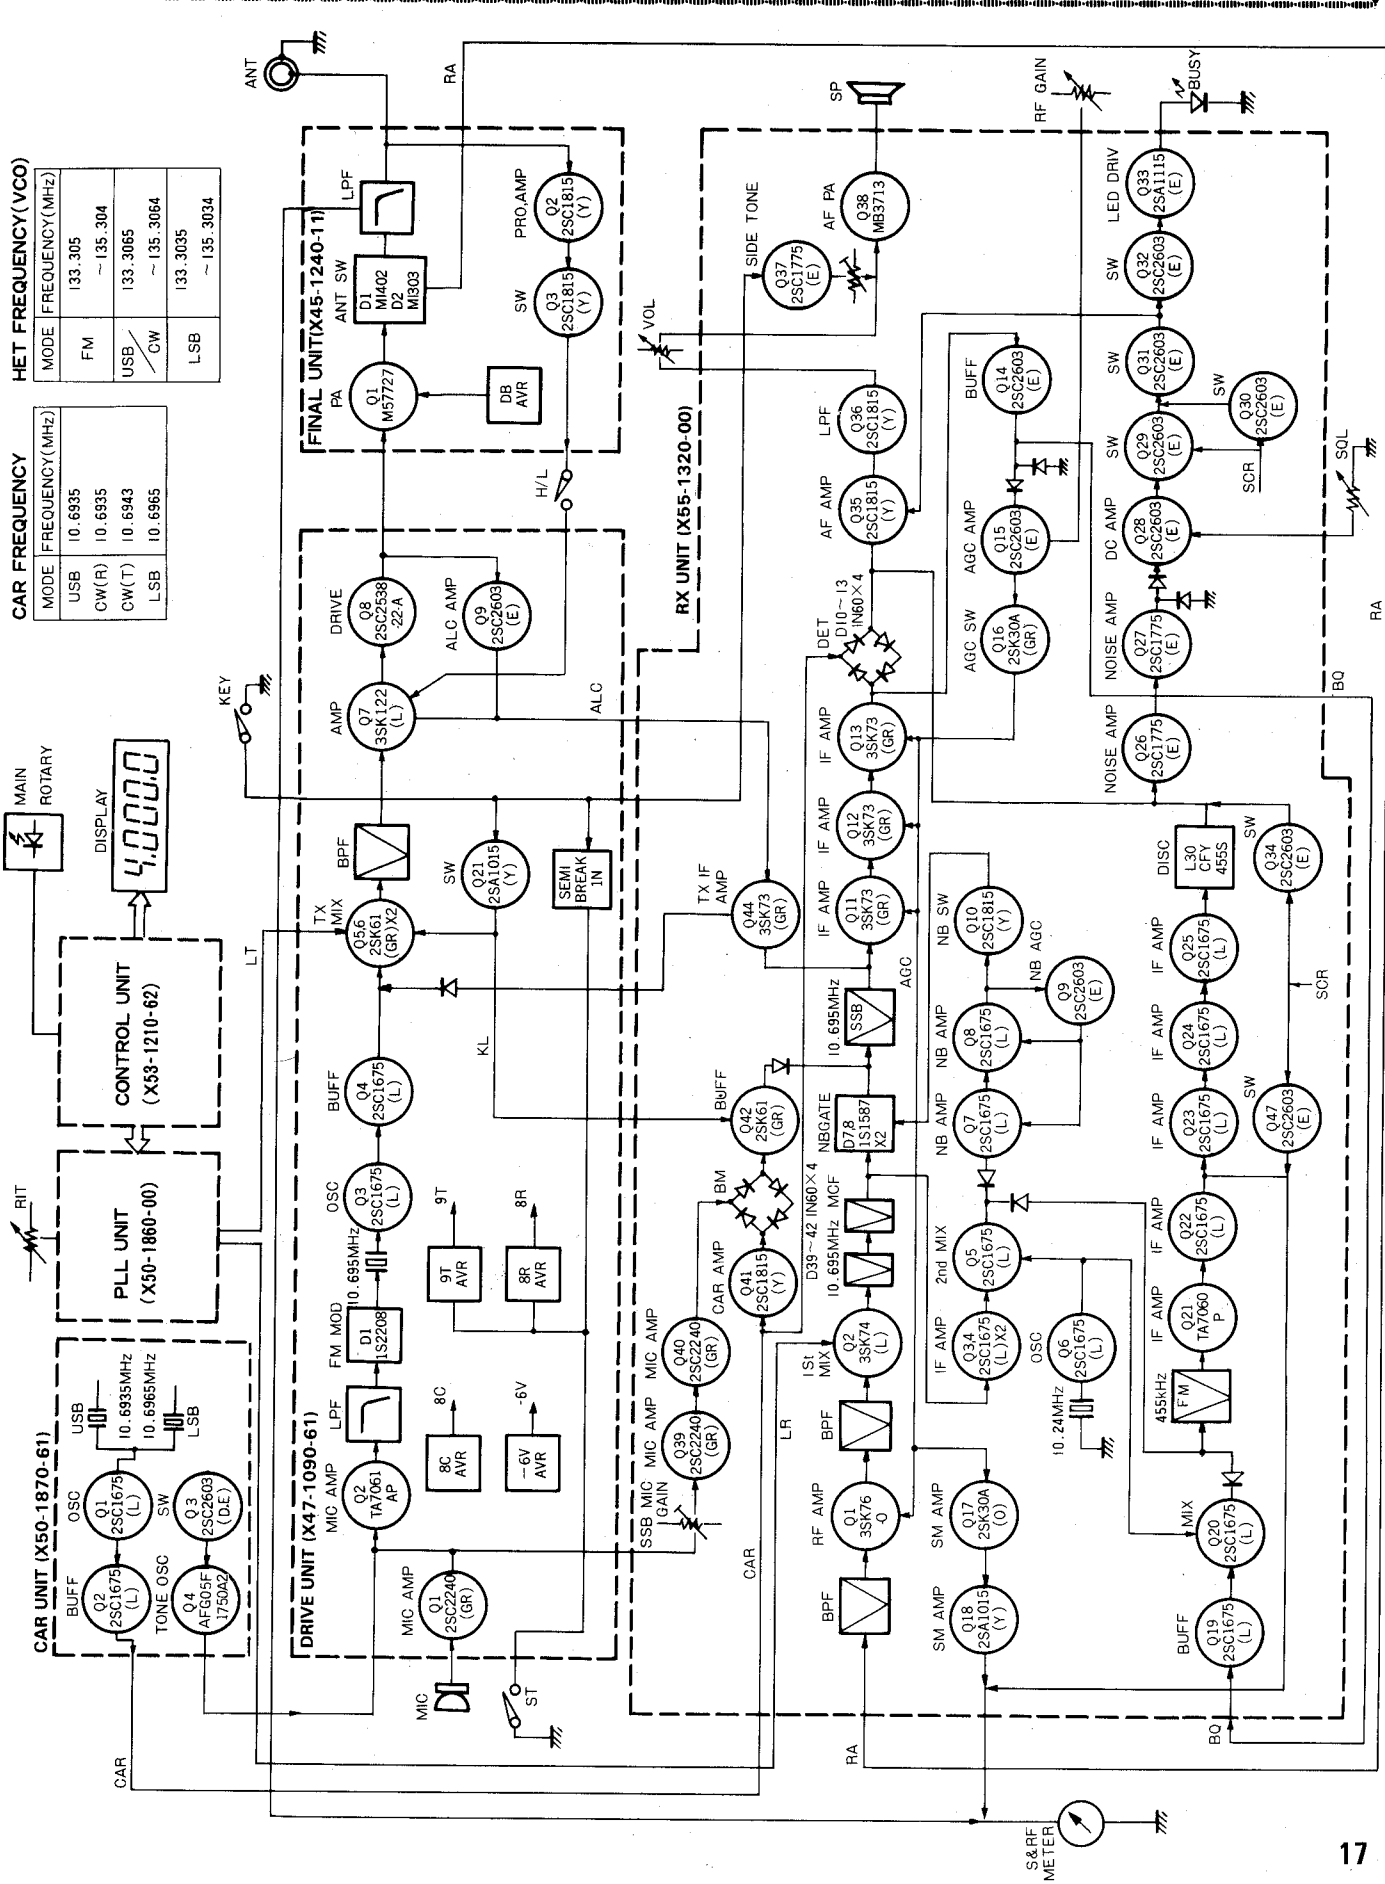 CAR FREQUENCY
MODE FREQUENCY(MHz)
USB 10.6935
CW(R) 10.6935
CW(T) 10.6943
LSB 10.6965
HET FREQUENCY(VCO)
MODE FREQUENCY(MHz)
FM 133.305
~135.304
USB/CW 133.3065
~135.3064
LSB 133.3035
~135.3034
MAIN
ROTARY
DISPLAY
4.000.0
RIT
PLL UNIT
(X50-1860-00)
CONTROL UNIT
(X53-1210-62)
CAR UNIT (X50-1870-61)
BUFF
Q2
2SC1675
(L)
OSC
Q1
2SC1675
(L)
USB
10.6935MHz
10.6965MHz
LSB
TONE OSC
Q4
AFG05F
1750A2
SW
Q3
2SC2603
(D.E)
CAR
LT
KEY
ANT
RA
DRIVE UNIT (X47-1090-61)
MIC
MIC AMP
Q1
2SC2240
(GR)
MIC AMP
Q2
TA7061
AP
LPF
FM MOD
D1
1S2208
10.695MHz
OSC
Q3
2SC1675
(L)
BUFF
Q4
2SC1675
(L)
TX
MIX
Q5,6
2SK61
(GR)X2
BPF
AMP
Q7
3SK122
(L)
DRIVE
Q8
2SC2538
-22-A
ALC AMP
Q9
2SC2603
(E)
ALC
8C
AVR
8C
-6V
AVR
-6V
9T
AVR
9T
8R
AVR
8R
SW
Q21
2SA1015
(Y)
SEMI
BREAK
IN
KL
ST
H/L
FINAL UNIT(X45-1240-11)
PA
Q1
M57727
DB
AVR
ANT SW
D1
MI402
D2
MI303
LPF
PRO,AMP
Q2
2SC1815
(Y)
SW
Q3
2SC1815
(Y)
RX UNIT (X55-1320-00)
SSB MIC
GAIN
MIC AMP
Q39
2SC2240
(GR)
MIC AMP
Q40
2SC2240
(GR)
CAR AMP
Q41
2SC1815
(Y)
BM
D39~42 IN60×4
BUFF
Q42
2SK61
(GR)
TX IF
AMP
Q44
3SK73
(GR)
CAR
LR
RA
BPF
RF AMP
Q1
3SK76
-O
BPF
1St
MIX
Q2
3SK74
(L)
10.695MHz MCF
NBGATE
D7,8
1S1587
X2
10.695MHz
SSB
IF AMP
Q11
3SK73
(GR)
IF AMP
Q12
3SK73
(GR)
IF AMP
Q13
3SK73
(GR)
DET
D10~13
IN60×4
AF AMP
Q35
2SC1815
(Y)
LPF
Q36
2SC1815
(Y)
VOL
SIDE TONE
Q37
2SC1775
(E)
AF PA
Q38
MB3713
SP
AGC
SM AMP
Q18
2SA1015
(Y)
SM AMP
Q17
2SK30A
(O)
IF AMP
Q3,4
2SC1675
(L)X2
2nd MIX
Q5
2SC1675
(L)
NB AMP
Q7
2SC1675
(L)
NB AMP
Q8
2SC1675
(L)
NB SW
Q10
2SC1815
(Y)
NB AGC
Q9
2SC2603
(E)
AGC SW
Q16
2SK30A
(GR)
AGC AMP
Q15
2SC2603
(E)
BUFF
Q14
2SC2603
(E)
RF GAIN
OSC
Q6
2SC1675
(L)
10.24MHz
BQ
BUFF
Q19
2SC1675
(L)
MIX
Q20
2SC1675
(L)
455kHz
FM
IF AMP
Q21
TA7060
P
IF AMP
Q22
2SC1675
(L)
IF AMP
Q23
2SC1675
(L)
IF AMP
Q24
2SC1675
(L)
IF AMP
Q25
2SC1675
(L)
DISC
L30
CFY
455S
SW
Q47
2SC2603
(E)
SCR
SW
Q34
2SC2603
(E)
NOISE AMP
Q26
2SC1775
(E)
NOISE AMP
Q27
2SC1775
(E)
DC AMP
Q28
2SC2603
(E)
SW
Q29
2SC2603
(E)
SCR
SW
Q30
2SC2603
(E)
SW
Q31
2SC2603
(E)
SW
Q32
2SC2603
(E)
LED DRIV
Q33
2SA1115
(E)
BUSY
SQL
BQ
RA
S&RF
METER
17